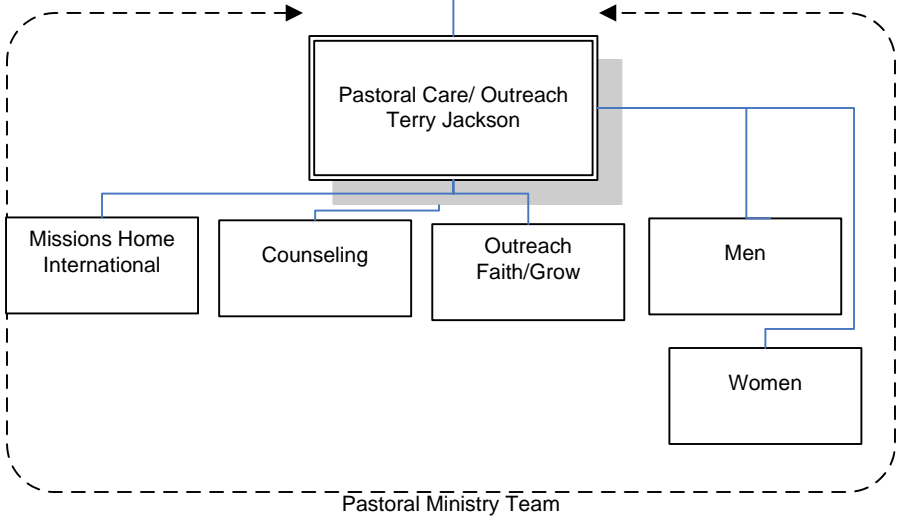 Pastoral Care/ Outreach
Terry Jackson
Missions Home
International
Counseling
Outreach
Faith/Grow
Men
Women
Pastoral Ministry Team